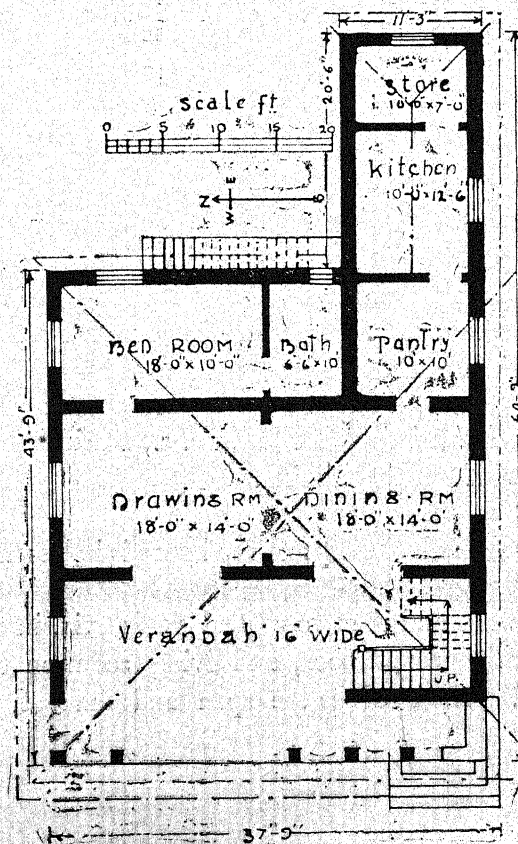 11'-3"
20'-6"
Store
10'-0"x7'-0"
scale ft
0 5 10 15 20
Kitchen
10'-0"x12'-6
N
E
W
S
Bed ROOM
18'-0"x10'-0"
Bath
6'-6"x10'
Pantry
10'x10'
43'-9"
Drawing RM
18'-0" x 14'-0'
Dining-RM
18'-0"x14'-0'
Verandah 16' wide
UP.
37'-9"